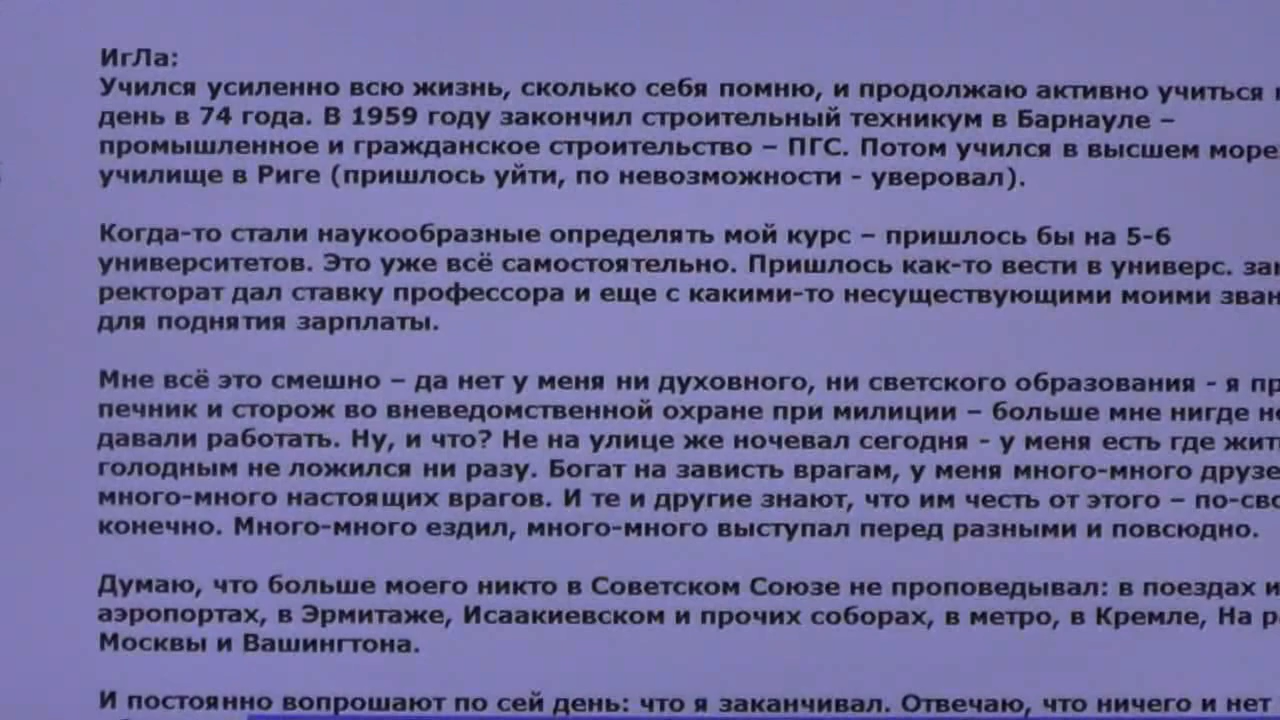 ИгЛа:
Учился усиленно всю жизнь, сколько себя помню, и продолжаю активно учиться
день в 74 года. В 1959 году закончил строительный техникум в Барнауле –
промышленное и гражданское строительство – ПГС. Потом учился в высшем море
училище в Риге (пришлось уйти, по невозможности - уверовал).
Когда-то стали наукообразные определять мой курс – пришлось бы на 5-6
университетов. Это уже всё самостоятельно. Пришлось как-то вести в универс. зан
ректорат дал ставку профессора и еще с какими-то несуществующими моими зван
для поднятия зарплаты.
Мне всё это смешно – да нет у меня ни духовного, ни светского образования - я пр
печник и сторож во вневедомственной охране при милиции – больше мне нигде не
давали работать. Ну, и что? Не на улице же ночевал сегодня - у меня есть где жит
голодным не ложился ни разу. Богат на зависть врагам, у меня много-много друзе
много-много настоящих врагов. И те и другие знают, что им честь от этого – по-сво
конечно. Много-много ездил, много-много выступал перед разными и повсюдно.
Думаю, что больше моего никто в Советском Союзе не проповедывал: в поездах и
аэропортах, в Эрмитаже, Исаакиевском и прочих соборах, в метро, в Кремле, На р
Москвы и Вашингтона.
И постоянно вопрошают по сей день: что я заканчивал. Отвечаю, что ничего и нет